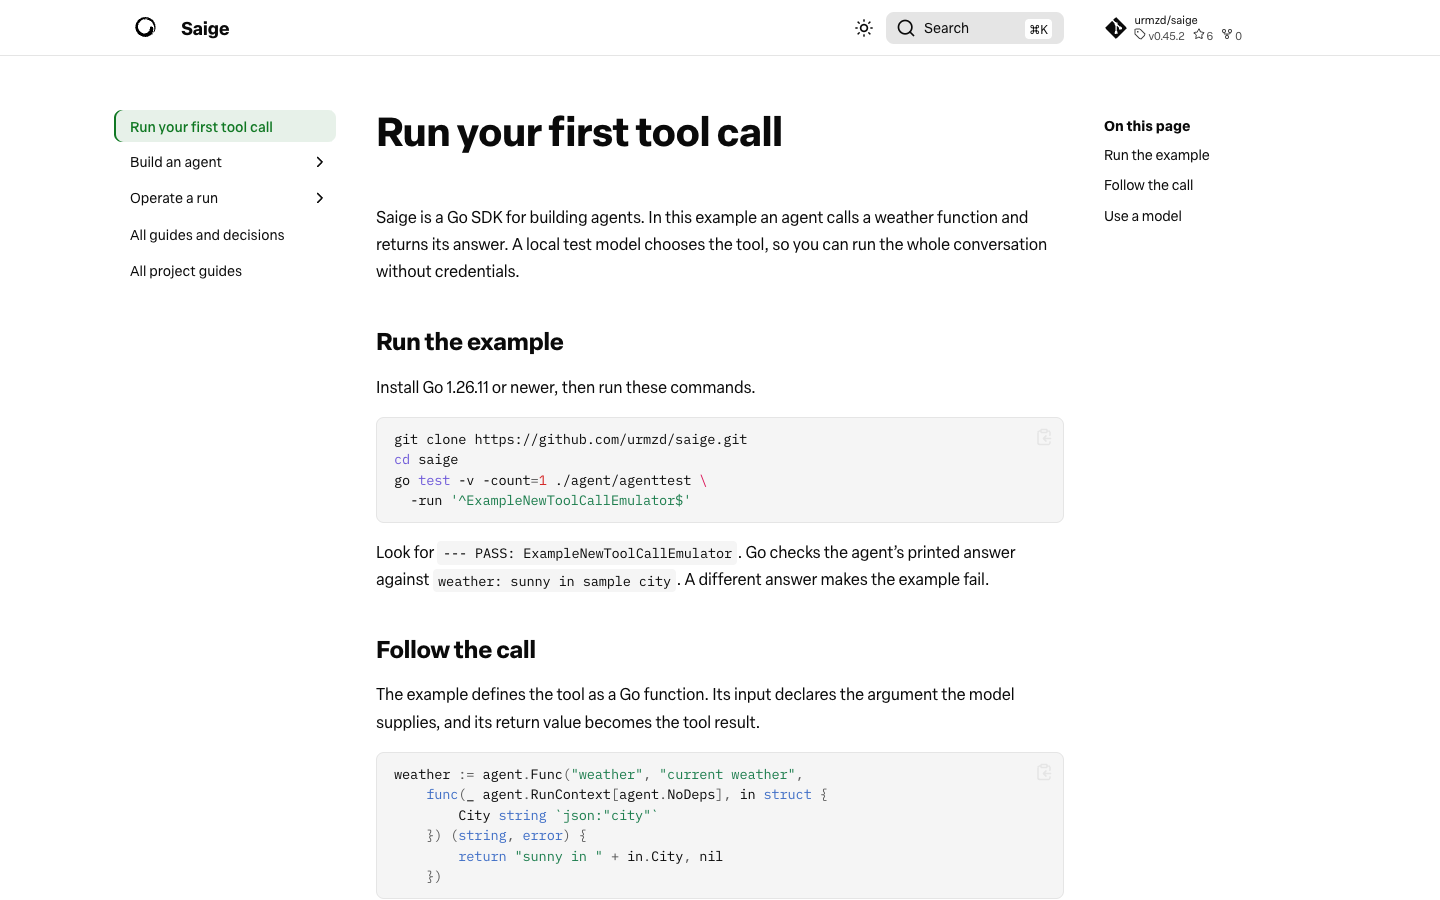 Saige
Search
⌘K
urmzd/saige
v0.45.2 6 0
Run your first tool call
Build an agent
Operate a run
All guides and decisions
All project guides
Run your first tool call
Saige is a Go SDK for building agents. In this example an agent calls a weather function and
returns its answer. A local test model chooses the tool, so you can run the whole conversation
without credentials.
Run the example
Install Go 1.26.11 or newer, then run these commands.
git clone https://github.com/urmzd/saige.git
cd saige
go test -v -count=1 ./agent/agenttest \
  -run '^ExampleNewToolCallEmulator$'
Look for --- PASS: ExampleNewToolCallEmulator. Go checks the agent’s printed answer
against weather: sunny in sample city. A different answer makes the example fail.
Follow the call
The example defines the tool as a Go function. Its input declares the argument the model
supplies, and its return value becomes the tool result.
weather := agent.Func("weather", "current weather",
    func(_ agent.RunContext[agent.NoDeps], in struct {
        City string `json:"city"`
    }) (string, error) {
        return "sunny in " + in.City, nil
    })
On this page
Run the example
Follow the call
Use a model